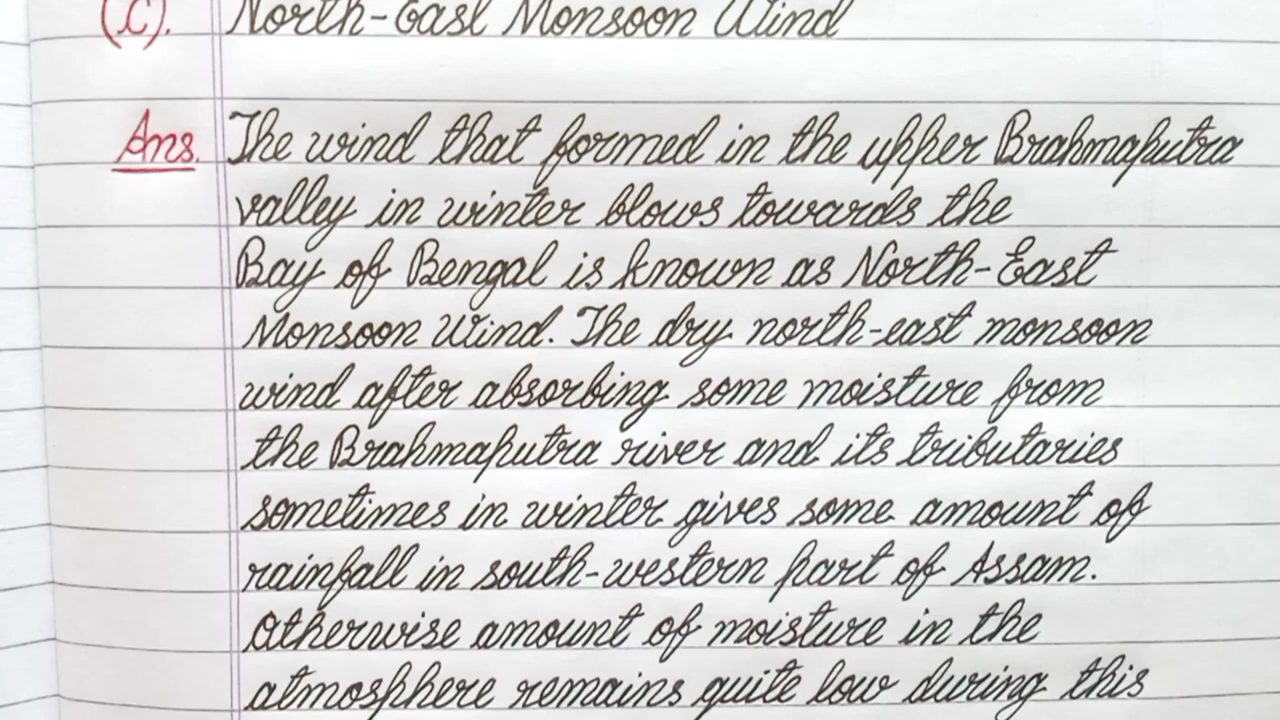 (C). North-East Monsoon Wind
Ans. The wind that formed in the upper Brahmaputra
valley in winter blows towards the
Bay of Bengal is known as North-East
Monsoon Wind. The dry north-east monsoon
wind after absorbing some moisture from
the Brahmaputra river and its tributaries
sometimes in winter gives some amount of
rainfall in south-western part of Assam.
Otherwise amount of moisture in the
atmosphere remains quite low during this